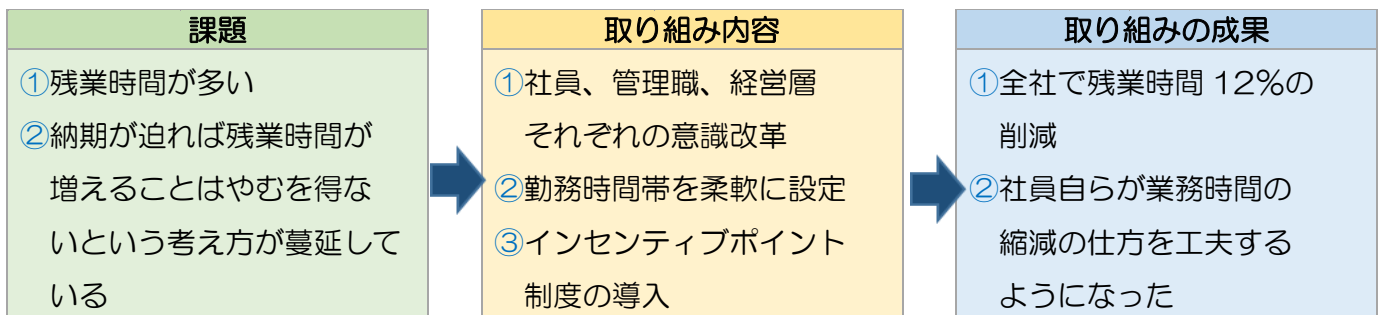 課題
①残業時間が多い
②納期が迫れば残業時間が
増えることはやむを得な
いという考え方が蔓延して
いる
取り組み内容
①社員、管理職、経営層
それぞれの意識改革
②勤務時間帯を柔軟に設定
③インセンティブポイント
制度の導入
取り組みの成果
①全社で残業時間 12%の
削減
②社員自らが業務時間の
縮減の仕方を工夫する
ようになった